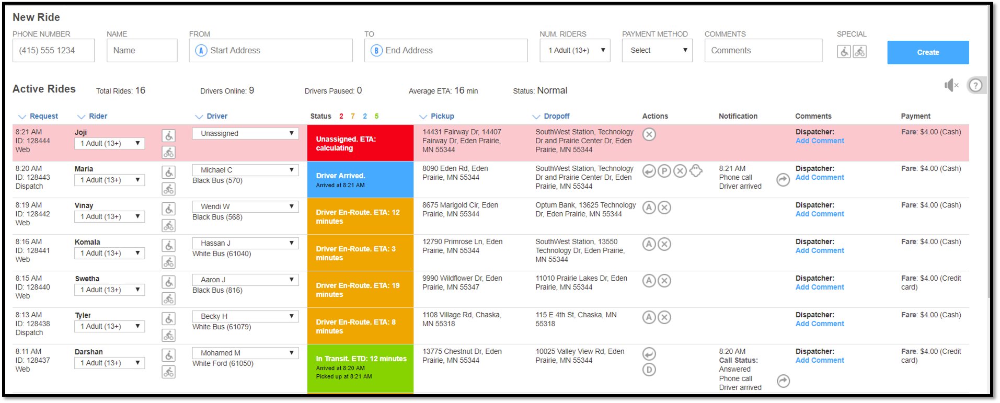 New Ride
PHONE NUMBER NAME FROM TO NUM. RIDERS PAYMENT METHOD COMMENTS SPECIAL
(415) 555 1234 Name A Start Address B End Address 1 Adult (13+) Select Comments Create
Active Rides Total Rides: 16 Drivers Online: 9 Drivers Paused: 0 Average ETA: 16 min Status: Normal ?
Request Rider Driver Status 2 7 2 5 Pickup Dropoff Actions Notification Comments Payment
8:21 AM
ID: 128444
Web
Joji
1 Adult (13+)
Unassigned
Unassigned. ETA:
calculating
14431 Fairway Dr, 14407
Fairway Dr, Eden Prairie,
MN 55344
SouthWest Station, Technology
Dr and Prairie Center Dr, Eden
Prairie, MN 55344
Dispatcher:
Add Comment
Fare: $4.00 (Cash)
8:20 AM
ID: 128443
Dispatch
Maria
1 Adult (13+)
Michael C
Black Bus (570)
Driver Arrived.
Arrived at 8:21 AM
8090 Eden Rd, Eden
Prairie, MN 55344
SouthWest Station, Technology
Dr and Prairie Center Dr, Eden
Prairie, MN 55344
P
8:21 AM
Phone call
Driver arrived
Dispatcher:
Add Comment
Fare: $4.00 (Cash)
8:19 AM
ID: 128442
Web
Vinay
1 Adult (13+)
Wendi W
Black Bus (568)
Driver En-Route. ETA: 12
minutes
8675 Marigold Cir, Eden
Prairie, MN 55344
Optum Bank, 13625 Technology
Dr, Eden Prairie, MN 55344
A
Dispatcher:
Add Comment
Fare: $4.00 (Cash)
8:16 AM
ID: 128441
Web
Komala
1 Adult (13+)
Hassan J
White Bus (61040)
Driver En-Route. ETA: 3
minutes
12790 Primrose Ln, Eden
Prairie, MN 55344
SouthWest Station, 13550
Technology Dr, Eden Prairie,
MN 55344
A
Dispatcher:
Add Comment
Fare: $4.00 (Cash)
8:15 AM
ID: 128440
Web
Swetha
1 Adult (13+)
Aaron J
Black Bus (816)
Driver En-Route. ETA: 19
minutes
9990 Wildflower Dr, Eden
Prairie, MN 55347
11010 Prairie Lakes Dr, Eden
Prairie, MN 55344
A
Dispatcher:
Add Comment
Fare: $4.00 (Credit
card)
8:13 AM
ID: 128438
Dispatch
Tyler
1 Adult (13+)
Becky H
White Bus (61079)
Driver En-Route. ETA: 8
minutes
1108 Village Rd, Chaska,
MN 55318
115 E 4th St, Chaska, MN
55318
A
Dispatcher:
Add Comment
Fare: $4.00 (Cash)
8:11 AM
ID: 128437
Web
Darshan
1 Adult (13+)
Mohamed M
White Ford (61050)
In Transit. ETD: 12 minutes
Arrived at 8:20 AM
Picked up at 8:21 AM
13775 Chestnut Dr, Eden
Prairie, MN 55344
10025 Valley View Rd, Eden
Prairie, MN 55344
D
8:20 AM
Call Status:
Answered
Phone call
Driver arrived
Dispatcher:
Add Comment
Fare: $4.00 (Credit
card)